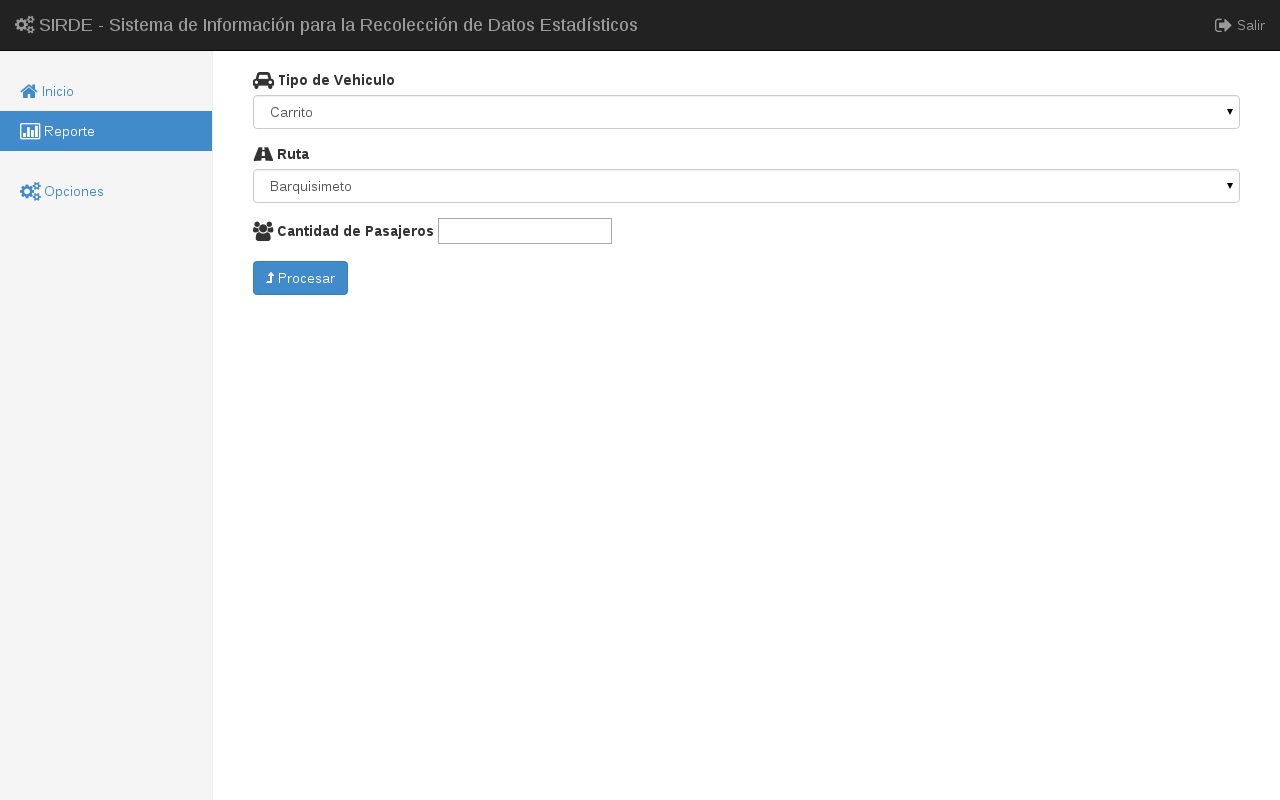 SIRDE - Sistema de Información para la Recolección de Datos Estadísticos
Salir
Inicio
Reporte
Opciones
Tipo de Vehiculo
Carrito
Ruta
Barquisimeto
Cantidad de Pasajeros
Procesar